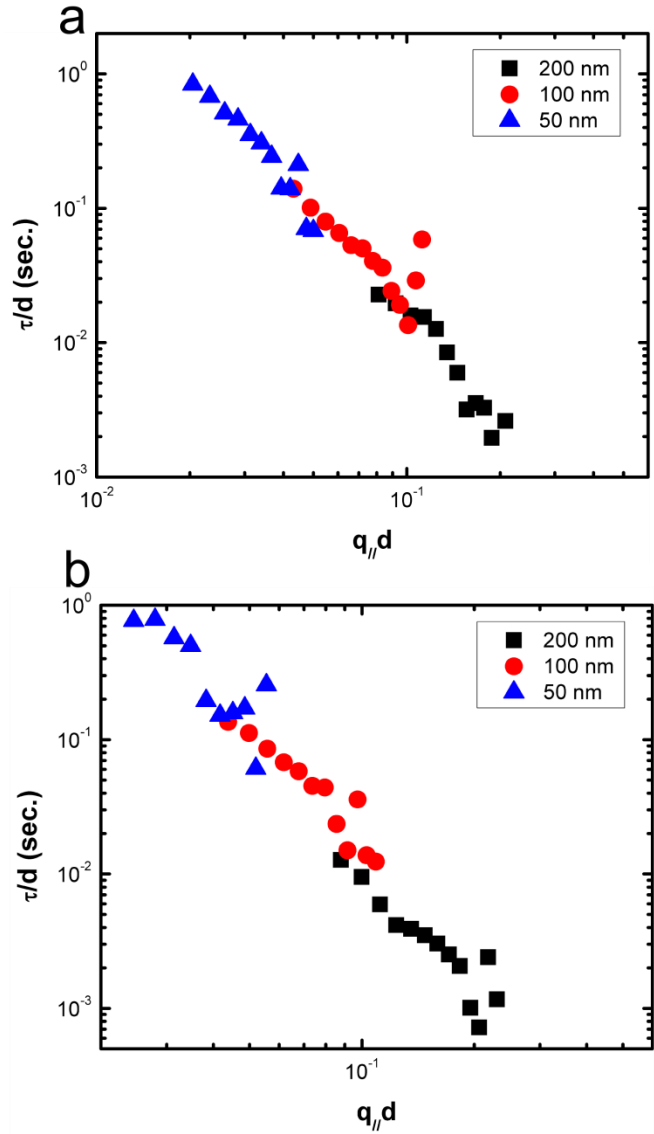 a
200 nm
100 nm
50 nm
10⁰
10⁻¹
10⁻²
10⁻³
τ/d (sec.)
10⁻² 10⁻¹
q//d
b
200 nm
100 nm
50 nm
10⁰
10⁻¹
10⁻²
10⁻³
τ/d (sec.)
10⁻¹
q//d